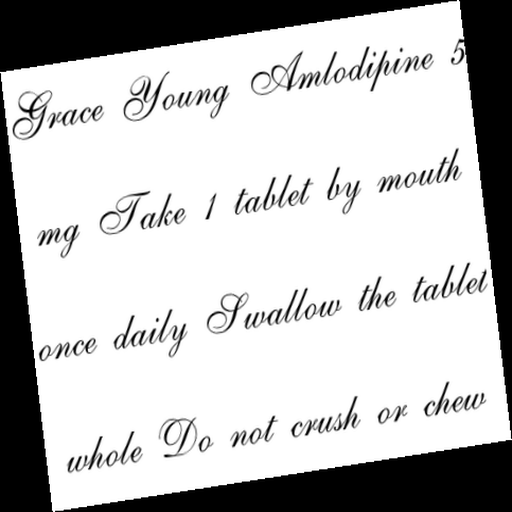 Grace Young Amlodipine 5
mg Take 1 tablet by mouth
once daily Swallow the tablet
whole Do not crush or chew